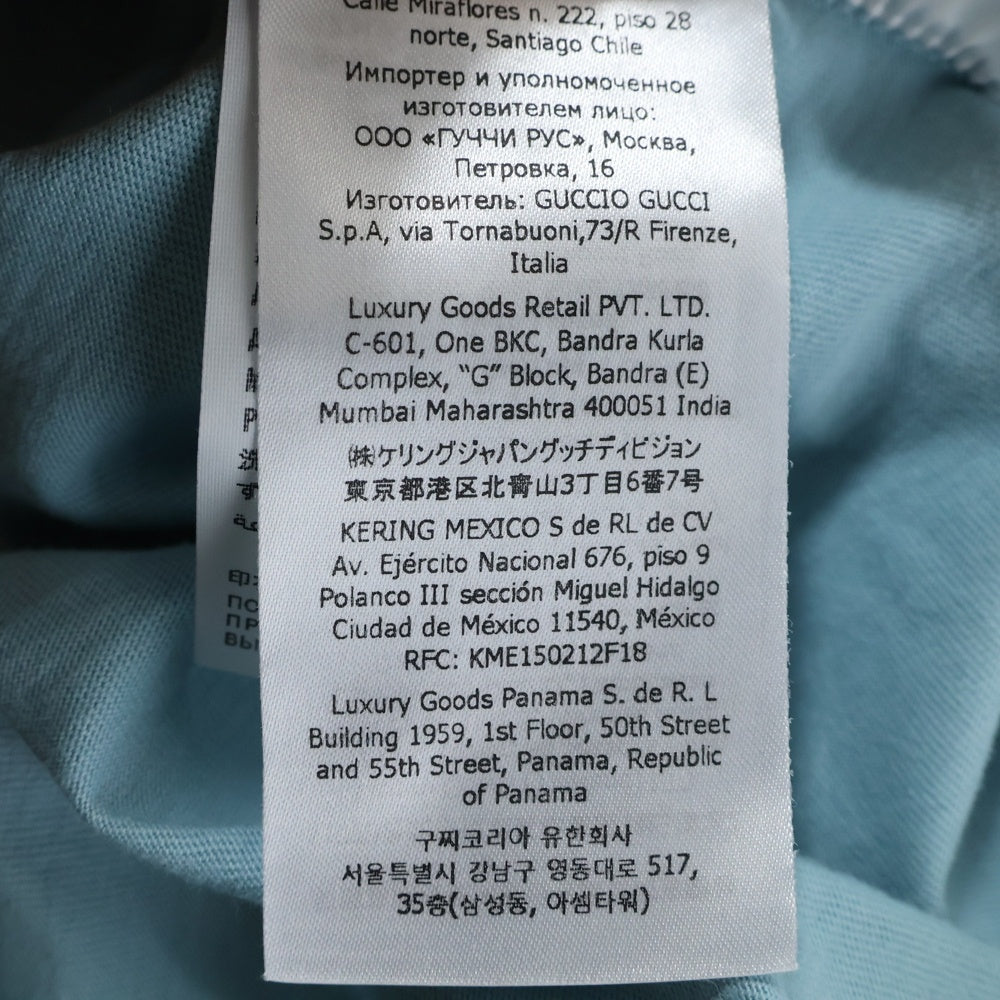 Calle Miraflores n. 222, piso 28
norte, Santiago Chile
Импортер и уполномоченное
изготовителем лицо:
ООО «ГУЧЧИ РУС», Москва,
Петровка, 16
Изготовитель: GUCCIO GUCCI
S.p.A, via Tornabuoni,73/R Firenze,
Italia
Luxury Goods Retail PVT. LTD.
C-601, One BKC, Bandra Kurla
Complex, “G” Block, Bandra (E)
Mumbai Maharashtra 400051 India
㈱ケリングジャパングッチディビジョン
東京都港区北青山3丁目6番7号
KERING MEXICO S de RL de CV
Av. Ejército Nacional 676, piso 9
Polanco III sección Miguel Hidalgo
Ciudad de México 11540, México
RFC: KME150212F18
Luxury Goods Panama S. de R. L
Building 1959, 1st Floor, 50th Street
and 55th Street, Panama, Republic
of Panama
구찌코리아 유한회사
서울특별시 강남구 영동대로 517,
35층(삼성동, 아셈타워)